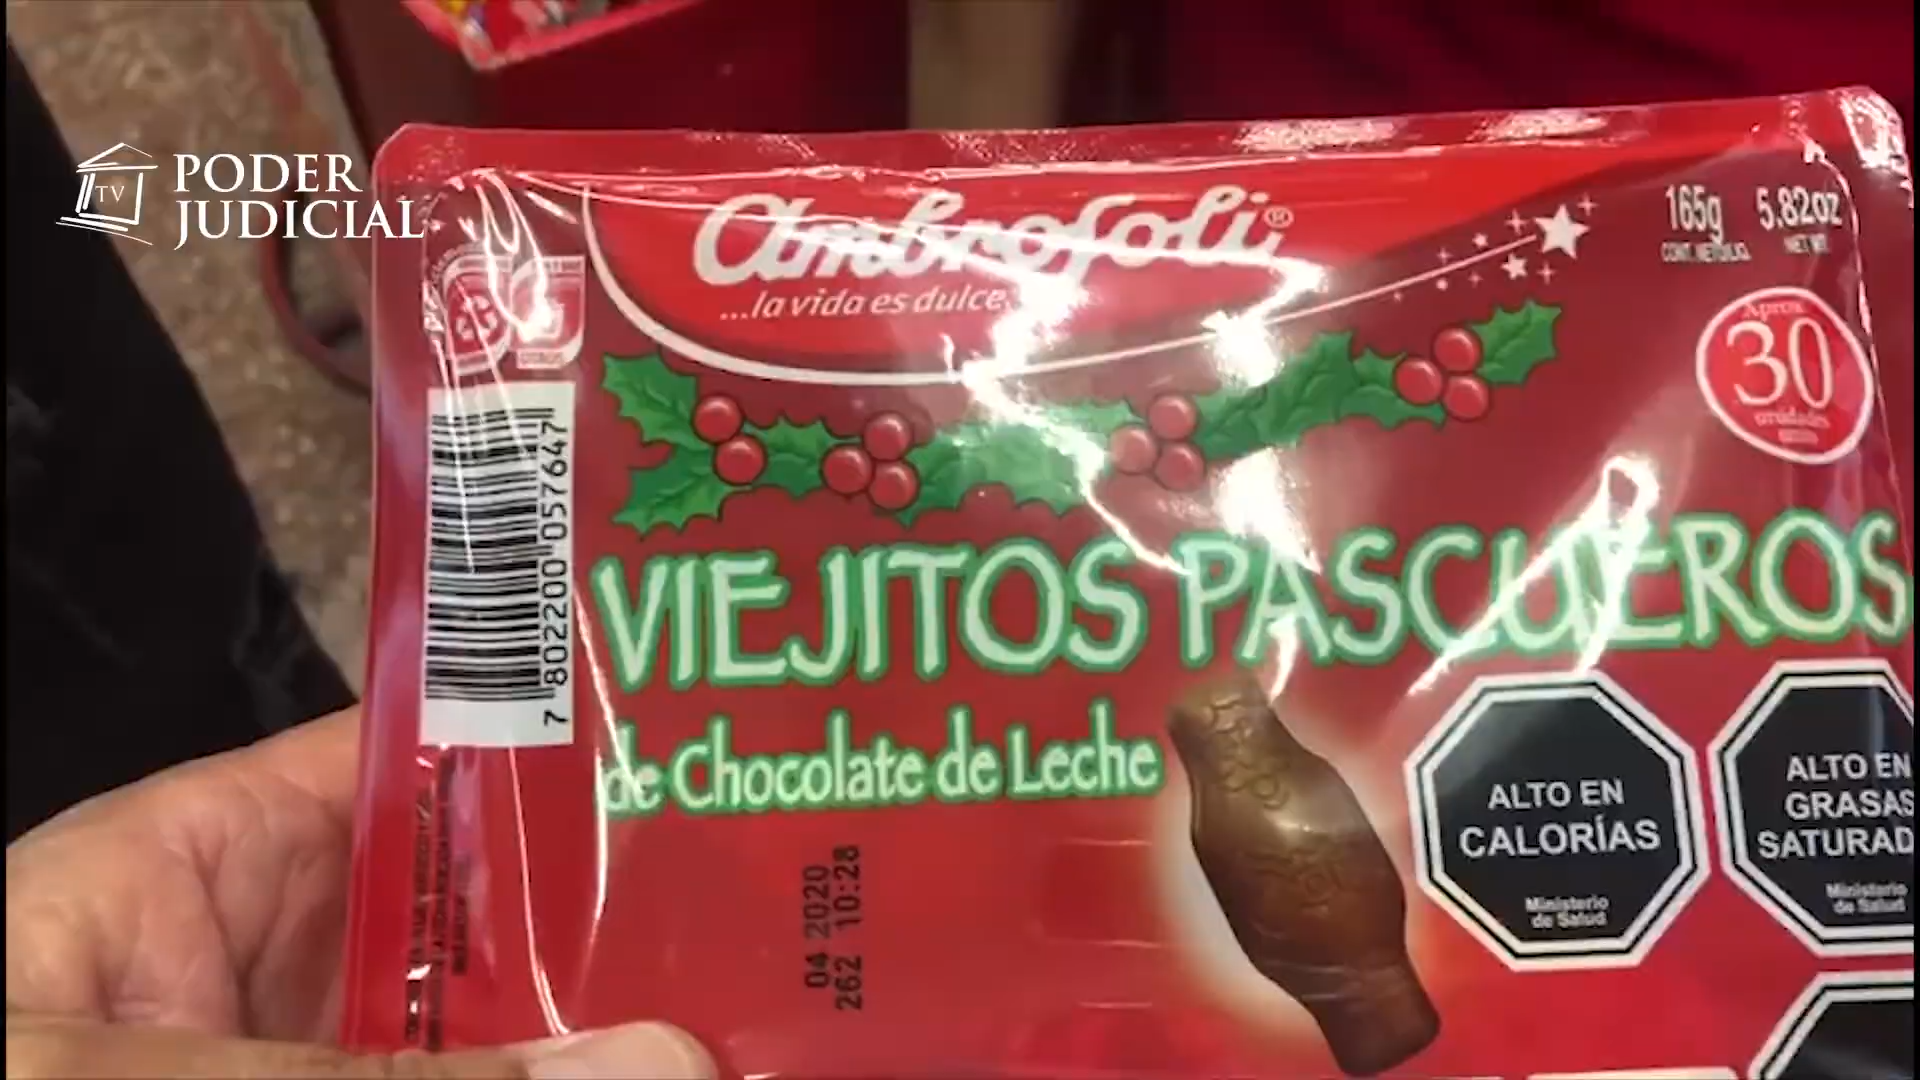 PODER
JUDICIAL
TV
Ambrosoli®
...la vida es dulce
165g 5.82oz
CONT. NETO/LIQ. NET WT.
Aprox.
30
unidades
7 802200 057647
VIEJITOS PASCUEROS
de Chocolate de Leche
ALTO EN
CALORÍAS
Ministerio
de Salud
ALTO EN
GRASAS
SATURAD
Ministerio
de Salud
04 2020
262 10:28